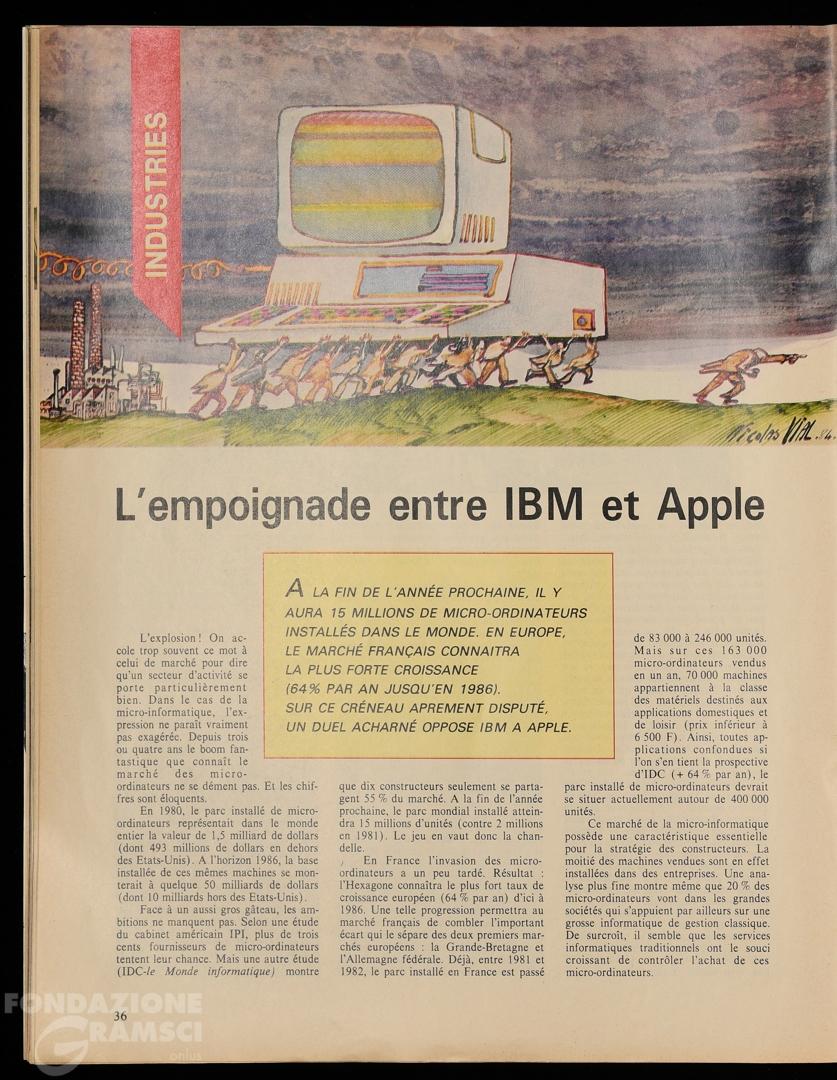 INDUSTRIES
Nicolas VIAL .84.
L'empoignade entre IBM et Apple
A LA FIN DE L'ANNÉE PROCHAINE, IL Y
AURA 15 MILLIONS DE MICRO-ORDINATEURS
INSTALLÉS DANS LE MONDE. EN EUROPE,
LE MARCHÉ FRANÇAIS CONNAITRA
LA PLUS FORTE CROISSANCE
(64 % PAR AN JUSQU'EN 1986).
SUR CE CRÉNEAU APREMENT DISPUTÉ,
UN DUEL ACHARNÉ OPPOSE IBM A APPLE.
L'explosion ! On ac-
cole trop souvent ce mot à
celui de marché pour dire
qu'un secteur d'activité se
porte particulièrement
bien. Dans le cas de la
micro-informatique, l'ex-
pression ne paraît vraiment
pas exagérée. Depuis trois
ou quatre ans le boom fan-
tastique que connaît le
marché des micro-
ordinateurs ne se dément pas. Et les chif-
fres sont éloquents.
En 1980, le parc installé de micro-
ordinateurs représentait dans le monde
entier la valeur de 1,5 milliard de dollars
(dont 493 millions de dollars en dehors
des Etats-Unis). A l'horizon 1986, la base
installée de ces mêmes machines se mon-
terait à quelque 50 milliards de dollars
(dont 10 milliards hors des Etats-Unis).
Face à un aussi gros gâteau, les am-
bitions ne manquent pas. Selon une étude
du cabinet américain IPI, plus de trois
cents fournisseurs de micro-ordinateurs
tentent leur chance. Mais une autre étude
(IDC-le Monde informatique) montre
que dix constructeurs seulement se parta-
gent 55 % du marché. A la fin de l'année
prochaine, le parc mondial installé attein-
dra 15 millions d'unités (contre 2 millions
en 1981). Le jeu en vaut donc la chan-
delle.
En France l'invasion des micro-
ordinateurs a un peu tardé. Résultat :
l'Hexagone connaîtra le plus fort taux de
croissance européen (64 % par an) d'ici à
1986. Une telle progression permettra au
marché français de combler l'important
écart qui le sépare des deux premiers mar-
chés européens : la Grande-Bretagne et
l'Allemagne fédérale. Déjà, entre 1981 et
1982, le parc installé en France est passé
de 83 000 à 246 000 unités.
Mais sur ces 163 000
micro-ordinateurs vendus
en un an, 70 000 machines
appartiennent à la classe
des matériels destinés aux
applications domestiques et
de loisir (prix inférieur à
6 500 F). Ainsi, toutes ap-
plications confondues si
l'on s'en tient la prospective
d'IDC (+ 64 % par an), le
parc installé de micro-ordinateurs devrait
se situer actuellement autour de 400 000
unités.
Ce marché de la micro-informatique
possède une caractéristique essentielle
pour la stratégie des constructeurs. La
moitié des machines vendues sont en effet
installées dans des entreprises. Une ana-
lyse plus fine montre même que 20 % des
micro-ordinateurs vont dans les grandes
sociétés qui s'appuient par ailleurs sur une
grosse informatique de gestion classique.
De surcroît, il semble que les services
informatiques traditionnels ont le souci
croissant de contrôler l'achat de ces
micro-ordinateurs.
36
FONDAZIONE
GRAMSCI
onlus